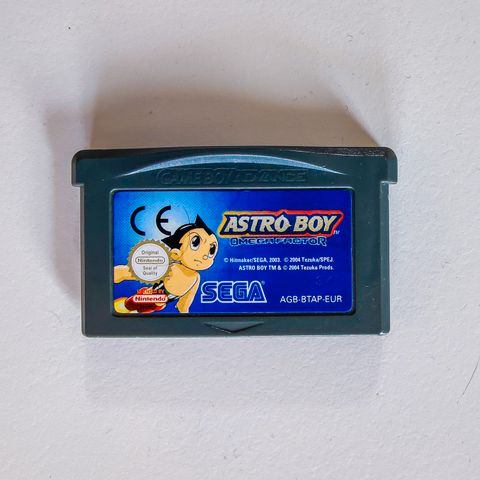 GAME BOY ADVANCE
CE
ASTRO BOY
TM
OMEGA FACTOR
Original
Nintendo
Seal of
Quality
© Hitmaker/SEGA, 2003. © 2004 Tezuka/SPEJ.
ASTRO BOY TM & © 2004 Tezuka Prods.
Nintendo
SEGA
AGB-BTAP-EUR